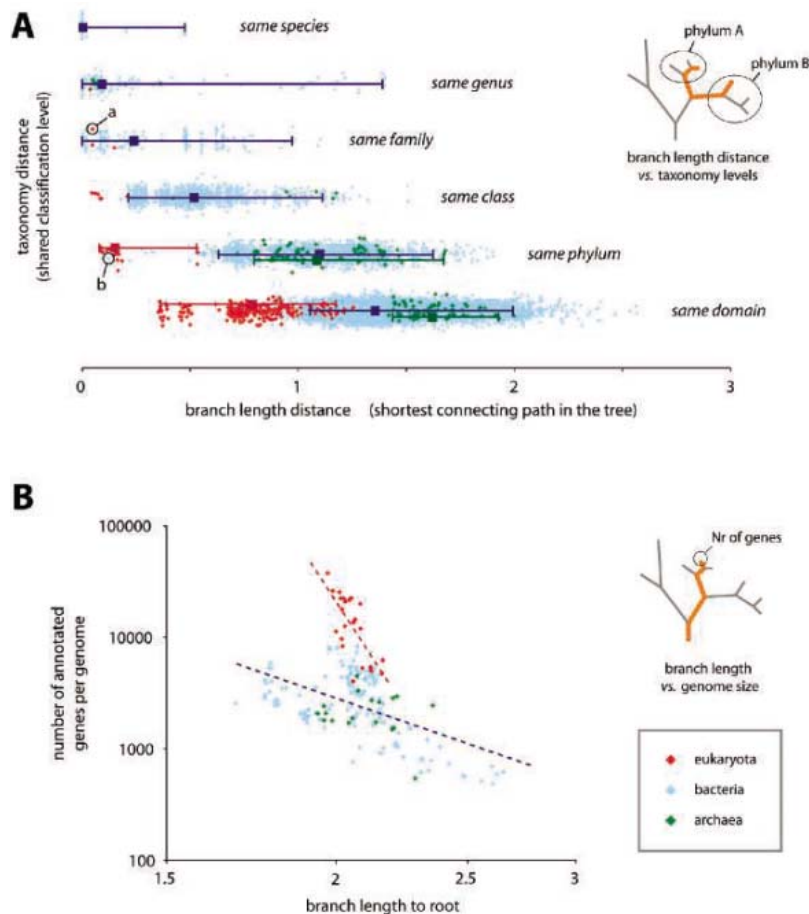 A
same species
same genus
a
same family
same class
same phylum
b
same domain
taxonomy distance
(shared classification level)
0
1
2
3
branch length distance (shortest connecting path in the tree)
phylum A
phylum B
branch length distance
vs. taxonomy levels
B
100000
10000
1000
100
number of annotated
genes per genome
1.5
2
2.5
3
branch length to root
Nr of genes
branch length
vs. genome size
eukaryota
bacteria
archaea